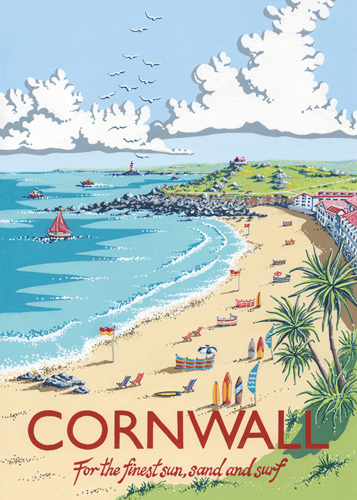 CORNWALL
For the finest sun, sand and surf